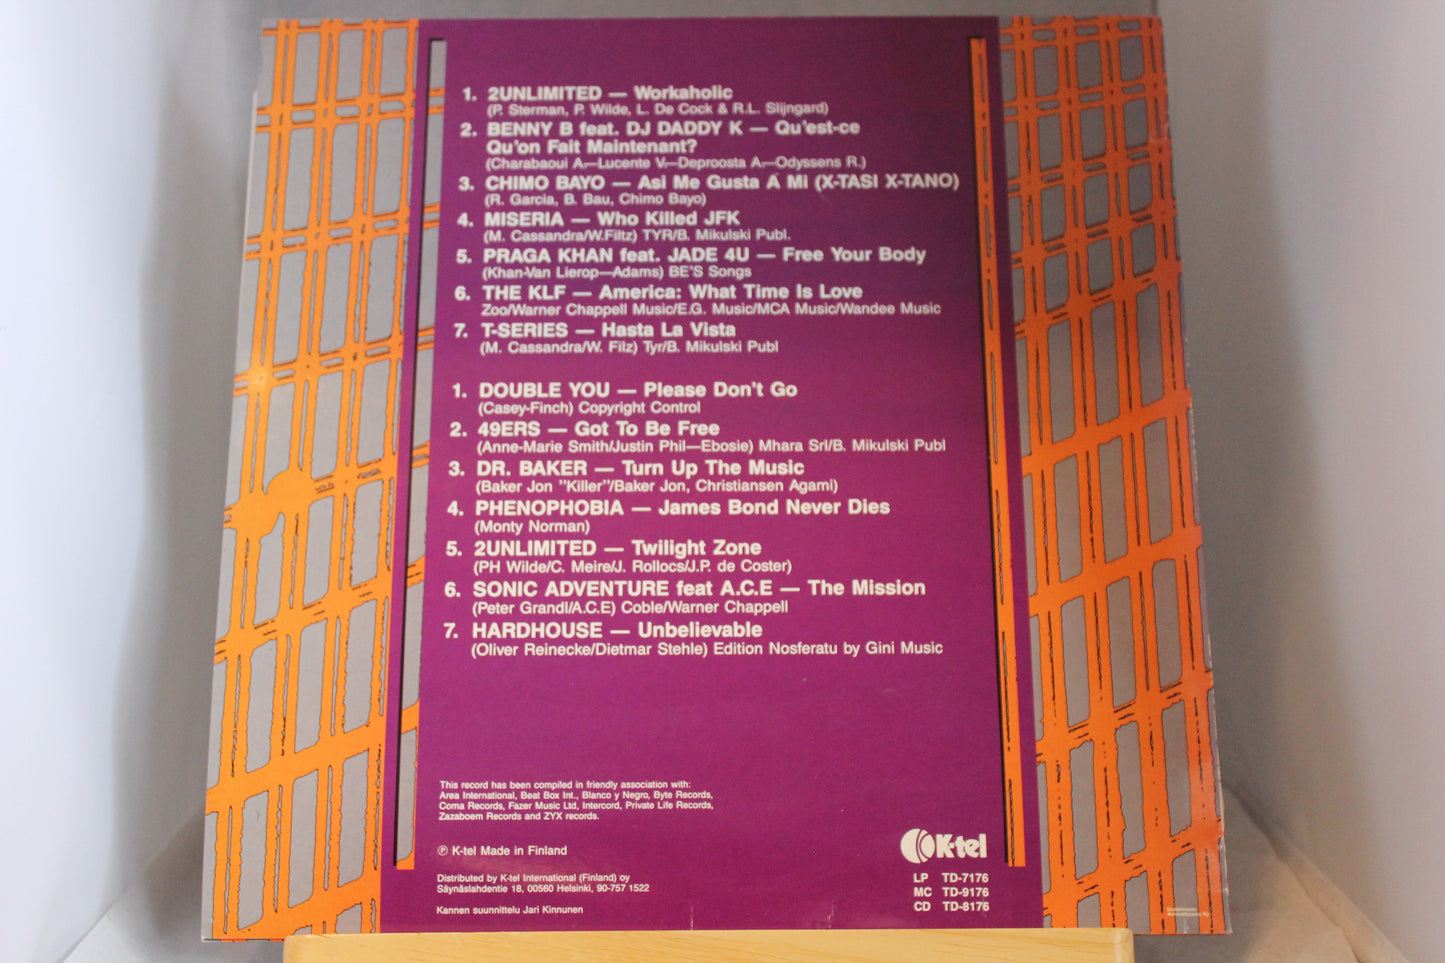 1. 2UNLIMITED — Workaholic
(P. Sterman, P. Wilde, L. De Cock & R.L. Slijngard)
2. BENNY B feat. DJ DADDY K — Qu'est-ce
Qu'on Fait Maintenant?
(Charabaoui A.—Lucente V.—Deproosta A.—Odyssens R.)
3. CHIMO BAYO — Asi Me Gusta A Mi (X-TASI X-TANO)
(R. Garcia, B. Bau, Chimo Bayo)
4. MISERIA — Who Killed JFK
(M. Cassandra/W.Filtz) TYR/B. Mikulski Publ.
5. PRAGA KHAN feat. JADE 4U — Free Your Body
(Khan-Van Lierop—Adams) BE'S Songs
6. THE KLF — America: What Time Is Love
Zoo/Warner Chappell Music/E.G. Music/MCA Music/Wandee Music
7. T-SERIES — Hasta La Vista
(M. Cassandra/W. Filz) Tyr/B. Mikulski Publ
1. DOUBLE YOU — Please Don't Go
(Casey-Finch) Copyright Control
2. 49ERS — Got To Be Free
(Anne-Marie Smith/Justin Phil—Ebosie) Mhara Srl/B. Mikulski Publ
3. DR. BAKER — Turn Up The Music
(Baker Jon "Killer"/Baker Jon, Christiansen Agami)
4. PHENOPHOBIA — James Bond Never Dies
(Monty Norman)
5. 2UNLIMITED — Twilight Zone
(PH Wilde/C. Meire/J. Rollocs/J.P. de Coster)
6. SONIC ADVENTURE feat A.C.E — The Mission
(Peter Grandl/A.C.E) Coble/Warner Chappell
7. HARDHOUSE — Unbelievable
(Oliver Reinecke/Dietmar Stehle) Edition Nosferatu by Gini Music
This record has been compiled in friendly association with:
Area International, Beat Box Int., Blanco y Negro, Byte Records,
Coma Records, Fazer Music Ltd, Intercord, Private Life Records,
Zazaboem Records and ZYX records.
℗ K-tel Made in Finland
Distributed by K-tel International (Finland) oy
Säynäslahdentie 18, 00560 Helsinki, 90-757 1522
Kannen suunnittelu Jari Kinnunen
K-tel
LP TD-7176
MC TD-9176
CD TD-8176